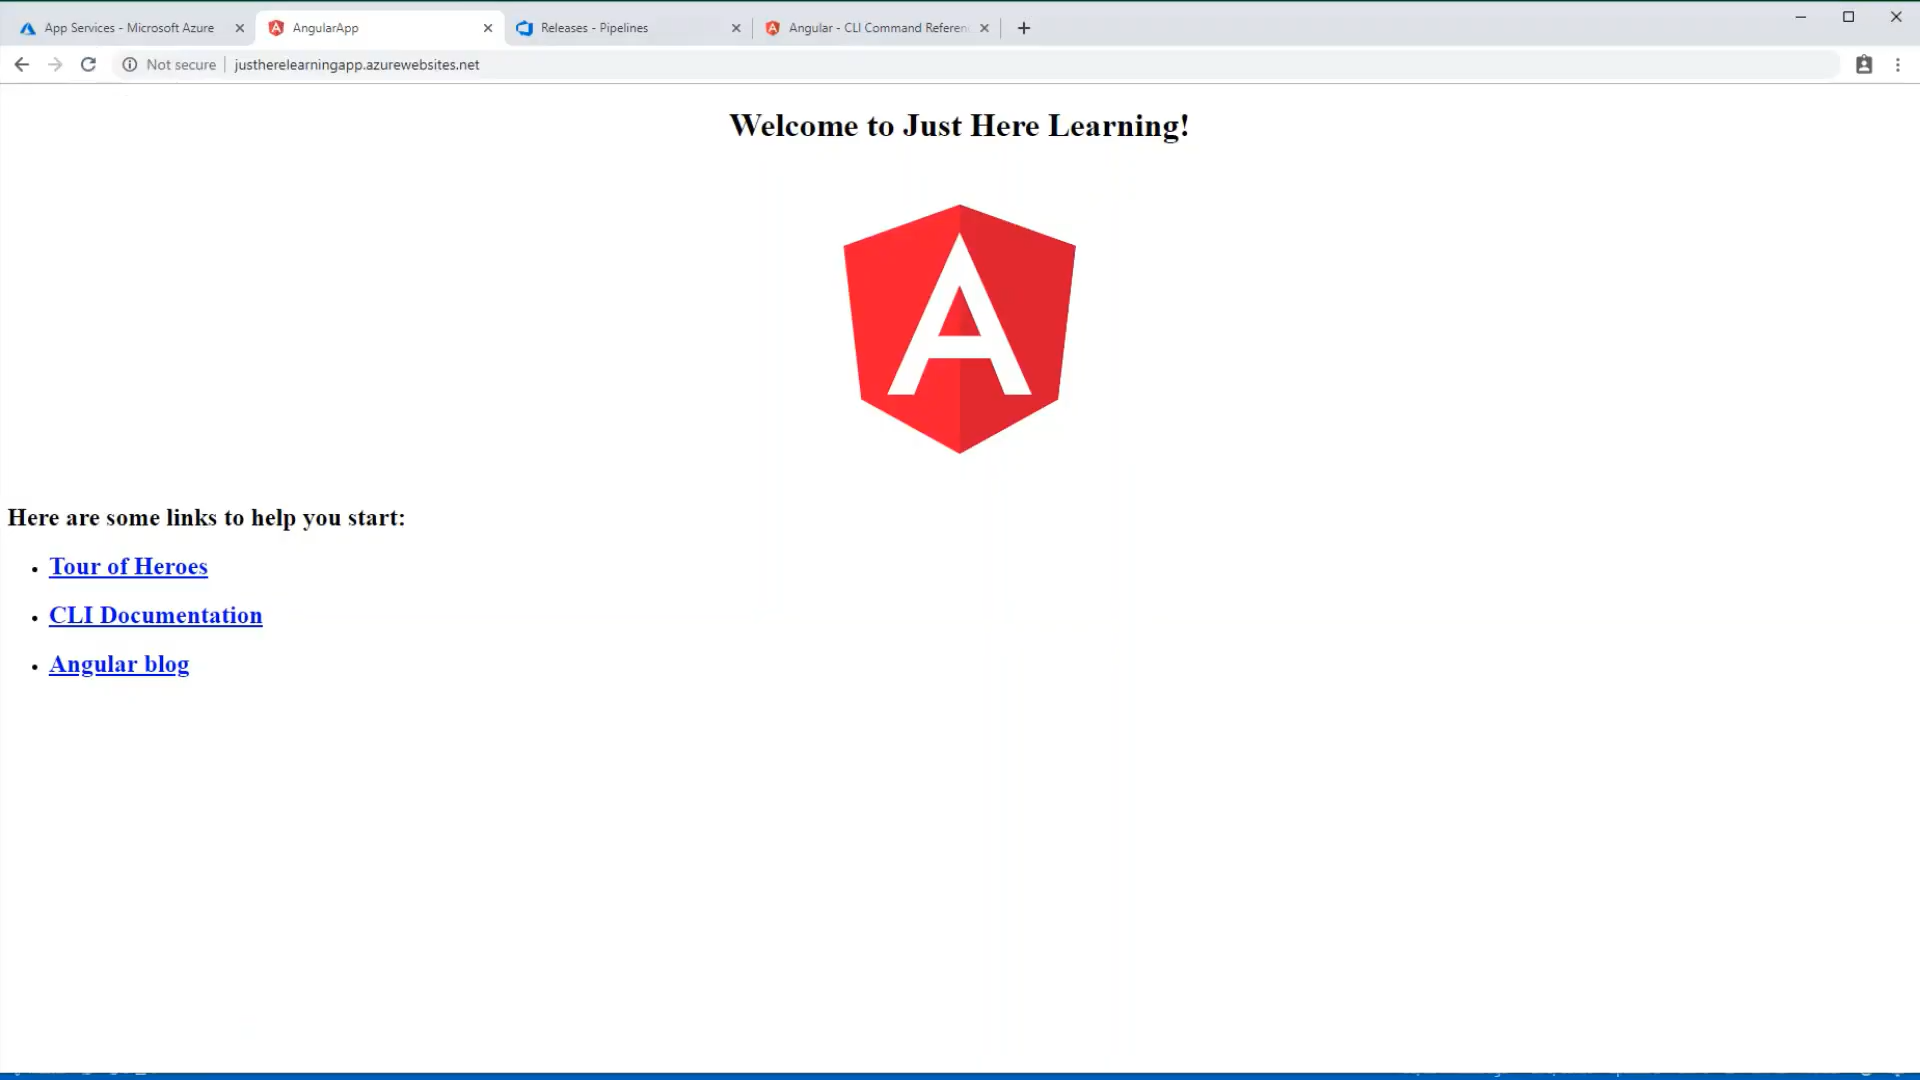 App Services - Microsoft Azure
AngularApp
Releases - Pipelines
Angular - CLI Command Referen
Not secure
justherelearningapp.azurewebsites.net
Welcome to Just Here Learning!
A
Here are some links to help you start:
• Tour of Heroes
• CLI Documentation
• Angular blog